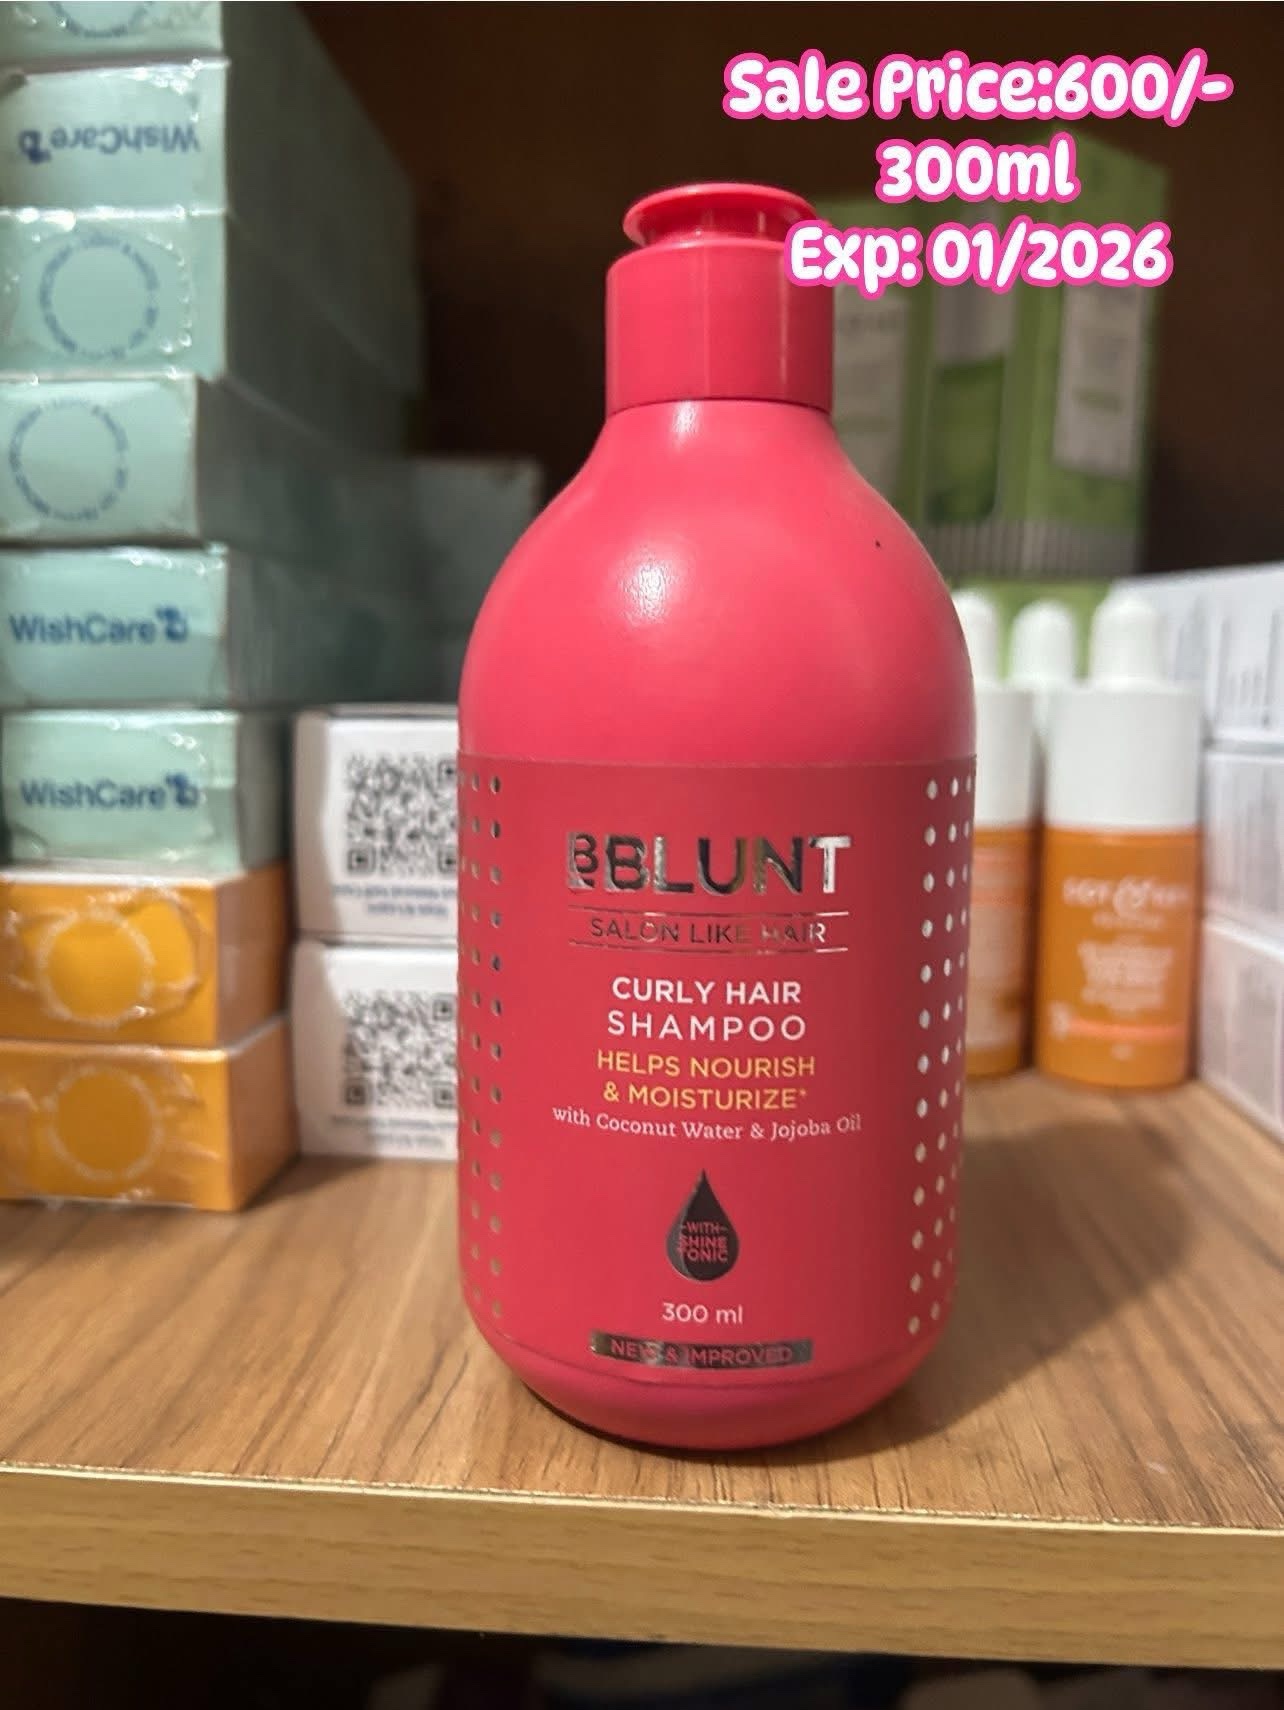 Sale Price:600/-
300ml
Exp: 01/2026
WishCare
WishCare
WishCare
BBLUNT
SALON LIKE HAIR
CURLY HAIR
SHAMPOO
HELPS NOURISH
& MOISTURIZE*
with Coconut Water & Jojoba Oil
WITH
SHINE
TONIC
300 ml
NEW & IMPROVED